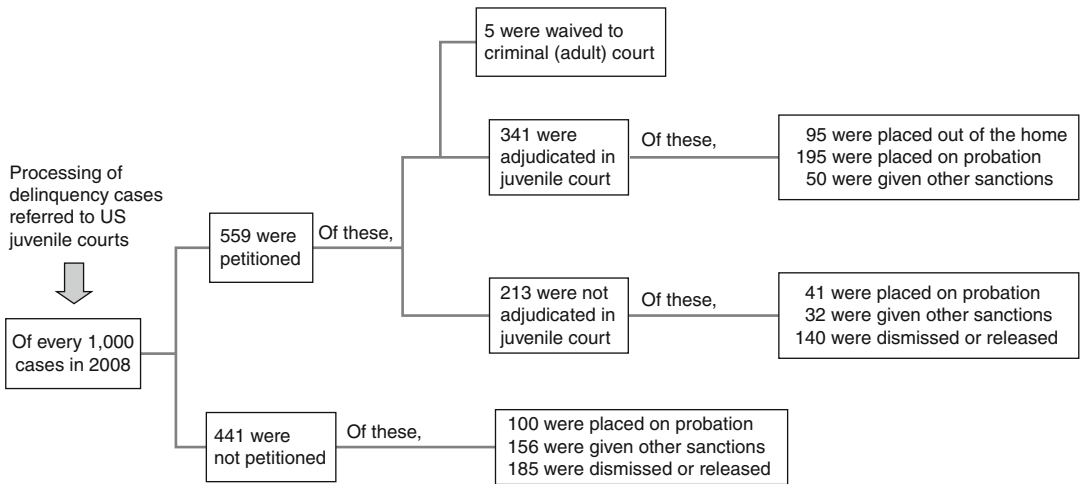 Processing of
delinquency cases
referred to US
juvenile courts
Of every 1,000
cases in 2008
559 were
petitioned
Of these,
5 were waived to
criminal (adult) court
341 were
adjudicated in
juvenile court
Of these,
95 were placed out of the home
195 were placed on probation
50 were given other sanctions
213 were not
adjudicated in
juvenile court
Of these,
41 were placed on probation
32 were given other sanctions
140 were dismissed or released
441 were
not petitioned
Of these,
100 were placed on probation
156 were given other sanctions
185 were dismissed or released